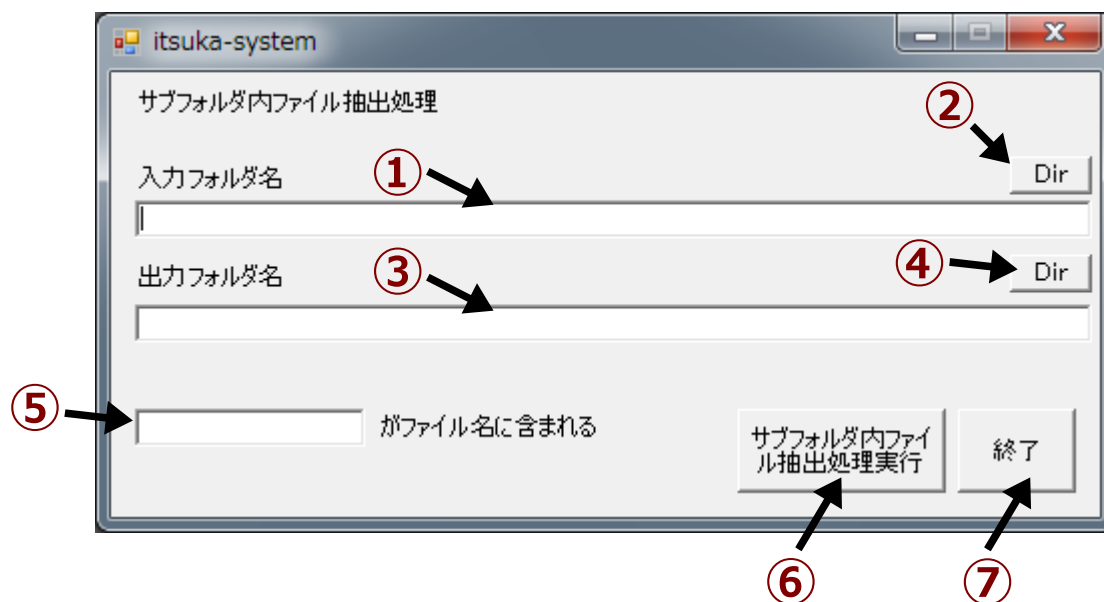 itsuka-system
サブフォルダ内ファイル抽出処理
②
入力フォルダ名
①
Dir
出力フォルダ名
③
④
Dir
⑤
がファイル名に含まれる
サブフォルダ内ファイ
ル抽出処理実行
終了
⑥
⑦